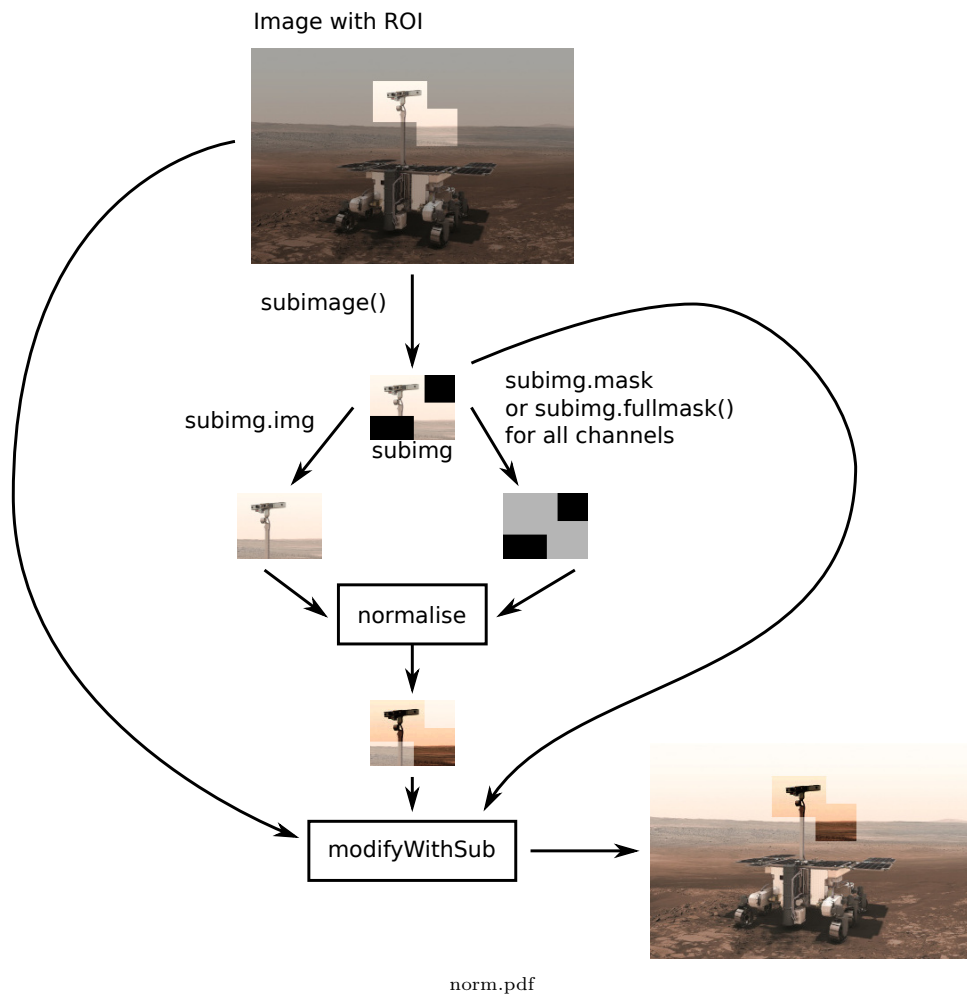 Image with ROI
subimage()
subimg.mask
or subimg.fullmask()
for all channels
subimg.img
subimg
normalise
modifyWithSub
norm.pdf